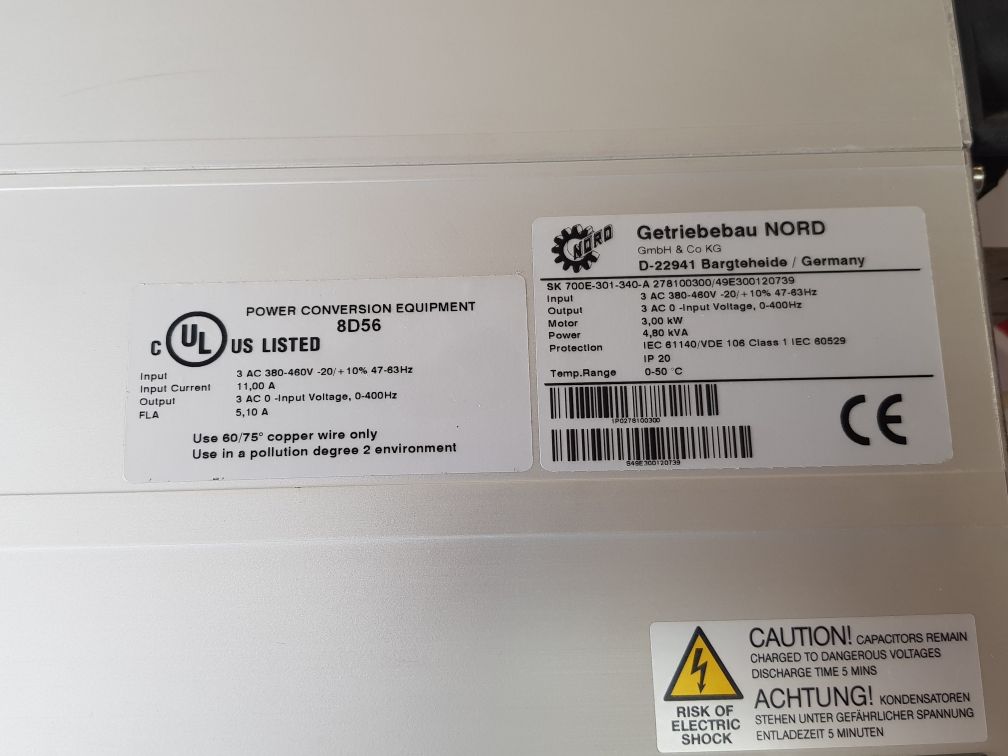 POWER CONVERSION EQUIPMENT
8D56
C UL US LISTED
Input 3 AC 380-460V -20/+10% 47-63Hz
Input Current 11,00 A
Output 3 AC 0 -Input Voltage, 0-400Hz
FLA 5,10 A
Use 60/75° copper wire only
Use in a pollution degree 2 environment
NORD
Getriebebau NORD
GmbH & Co KG
D-22941 Bargteheide / Germany
SK 700E-301-340-A 278100300/49E300120739
Input 3 AC 380-460V -20/+10% 47-63Hz
Output 3 AC 0 -Input Voltage, 0-400Hz
Motor 3,00 kW
Power 4,80 kVA
Protection IEC 61140/VDE 106 Class 1 IEC 60529
IP 20
Temp.Range 0-50 °C
1P0278100300
S49E300120739
CE
RISK OF
ELECTRIC
SHOCK
CAUTION! CAPACITORS REMAIN
CHARGED TO DANGEROUS VOLTAGES
DISCHARGE TIME 5 MINS
ACHTUNG! KONDENSATOREN
STEHEN UNTER GEFÄHRLICHER SPANNUNG
ENTLADEZEIT 5 MINUTEN